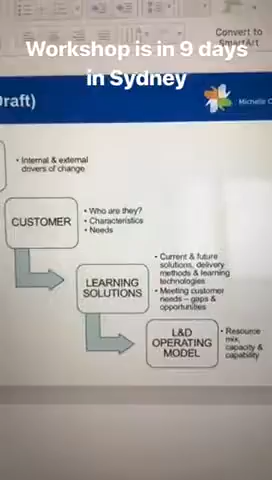 Convert to
SmartArt
Workshop is in 9 days
in Sydney
Draft)
Michelle
• Internal & external
drivers of change
CUSTOMER
• Who are they?
• Characteristics
• Needs
LEARNING
SOLUTIONS
• Current & future
solutions, delivery
methods & learning
technologies
• Meeting customer
needs – gaps &
opportunities
L&D
OPERATING
MODEL
• Resource
mix,
capacity &
capability